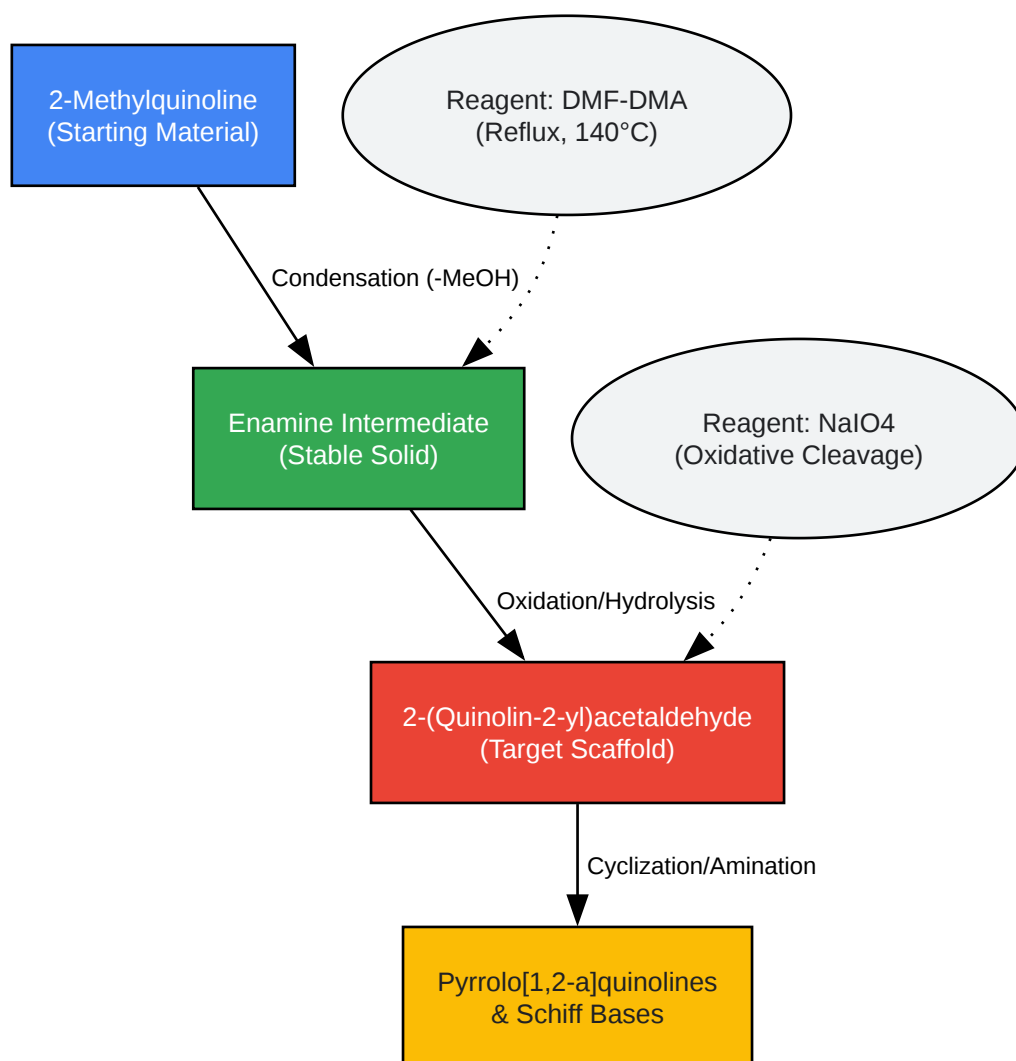 2-Methylquinoline
(Starting Material)
Reagent: DMF-DMA
(Reflux, 140°C)
Condensation (-MeOH)
Enamine Intermediate
(Stable Solid)
Reagent: NaIO4
(Oxidative Cleavage)
Oxidation/Hydrolysis
2-(Quinolin-2-yl)acetaldehyde
(Target Scaffold)
Cyclization/Amination
Pyrrolo[1,2-a]quinolines
& Schiff Bases